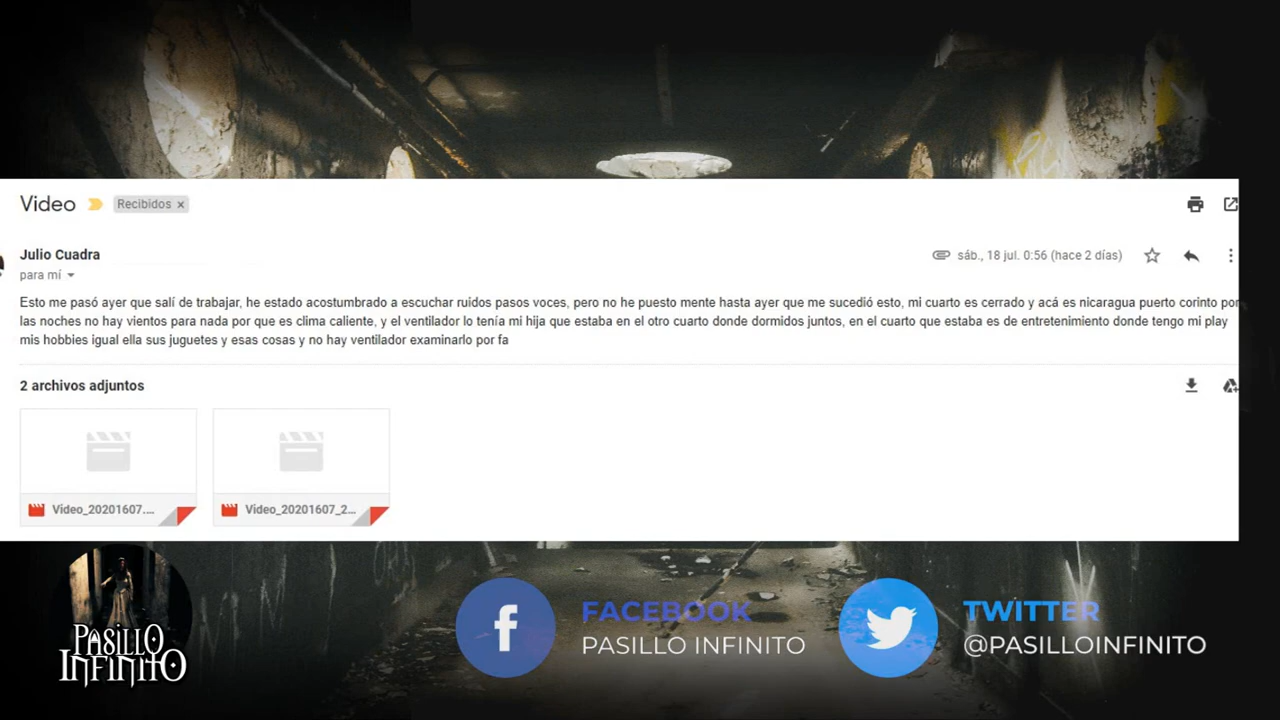 Video
Recibidos x
Julio Cuadra
sáb., 18 jul. 0:56 (hace 2 días)
para mí
Esto me pasó ayer que salí de trabajar, he estado acostumbrado a escuchar ruidos pasos voces, pero no he puesto mente hasta ayer que me sucedió esto, mi cuarto es cerrado y acá es nicaragua puerto corinto por
las noches no hay vientos para nada por que es clima caliente, y el ventilador lo tenía mi hija que estaba en el otro cuarto donde dormidos juntos, en el cuarto que estaba es de entretenimiento donde tengo mi play
mis hobbies igual ella sus juguetes y esas cosas y no hay ventilador examinarlo por fa
2 archivos adjuntos
Video_20201607....
Video_20201607_2...
PASILLO
INFINITO
FACEBOOK
PASILLO INFINITO
TWITTER
@PASILLOINFINITO